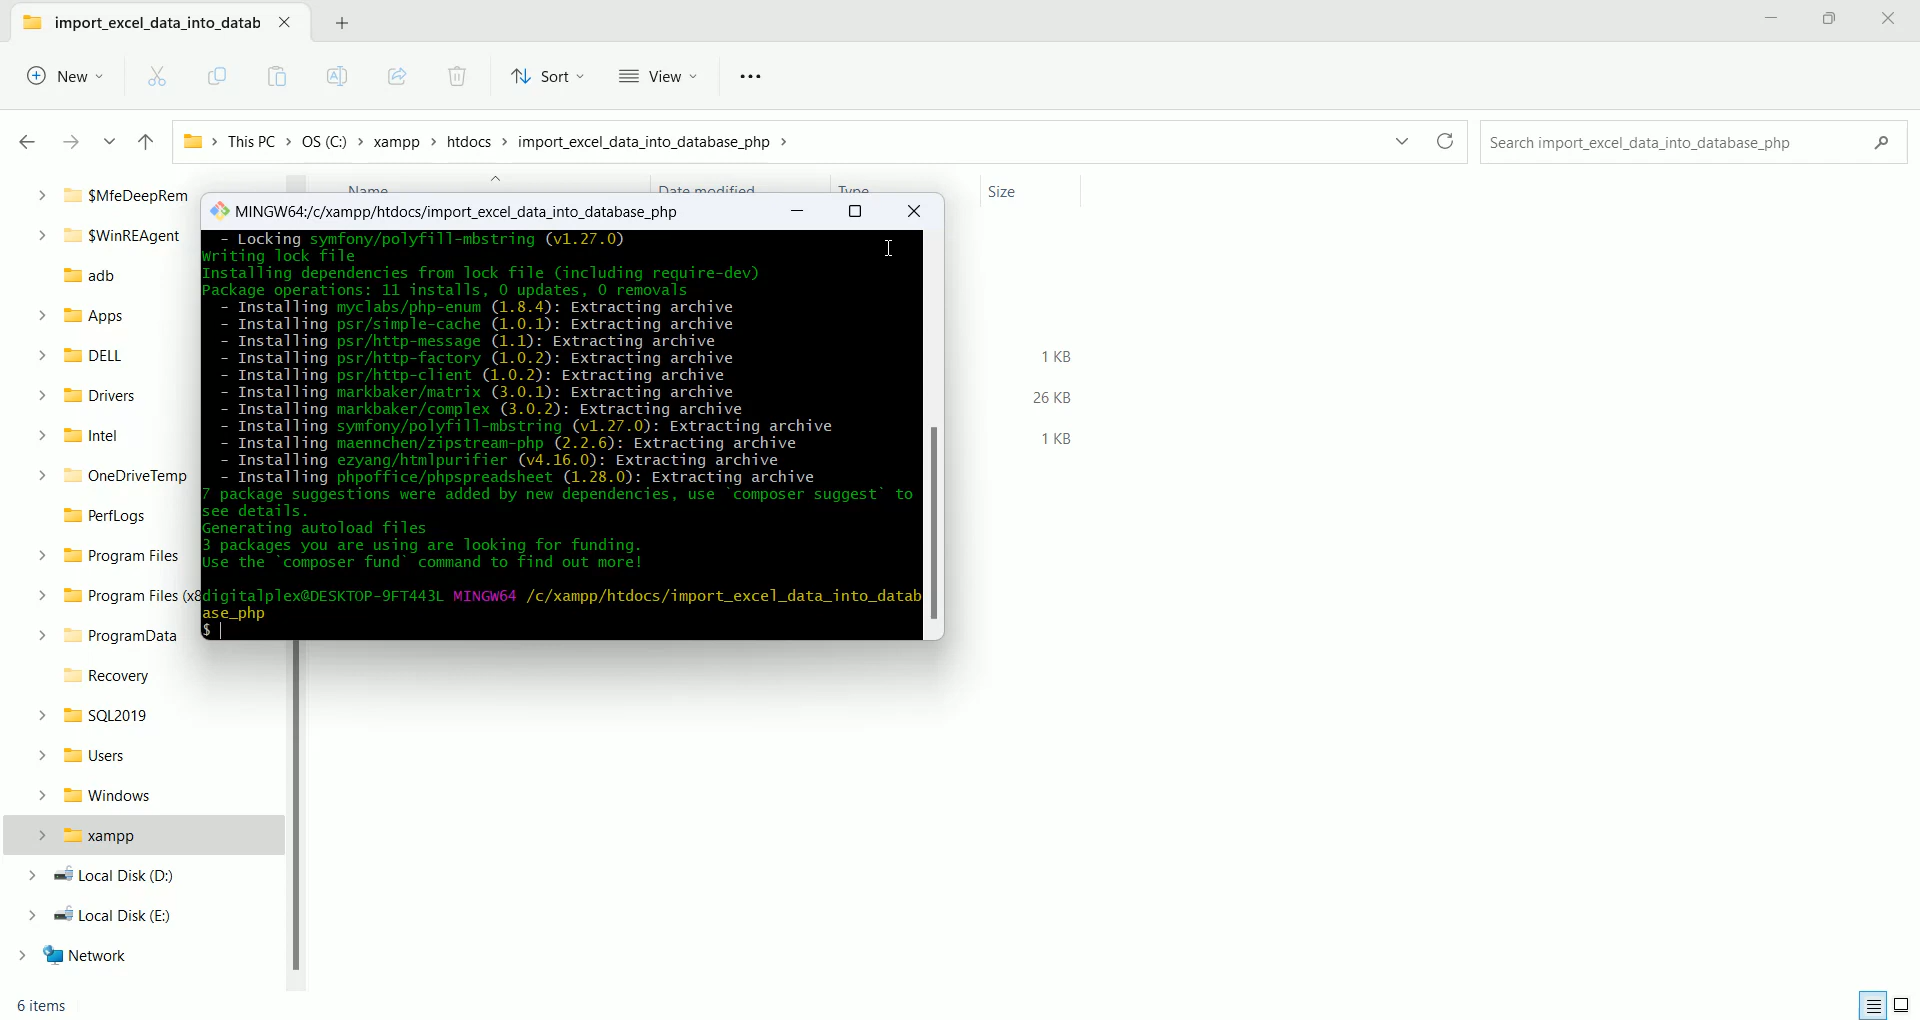 import_excel_data_into_datab
New
Sort
View
This PC > OS (C:) > xampp > htdocs > import_excel_data_into_database_php >
Search import_excel_data_into_database_php
Name
Date modified
Type
Size
$MfeDeepRem
$WinREAgent
adb
Apps
DELL
Drivers
Intel
OneDriveTemp
PerfLogs
Program Files
Program Files (x8
ProgramData
Recovery
SQL2019
Users
Windows
xampp
Local Disk (D:)
Local Disk (E:)
Network
1 KB
26 KB
1 KB
MINGW64:/c/xampp/htdocs/import_excel_data_into_database_php
- Locking symfony/polyfill-mbstring (v1.27.0)
Writing lock file
Installing dependencies from lock file (including require-dev)
Package operations: 11 installs, 0 updates, 0 removals
- Installing myclabs/php-enum (1.8.4): Extracting archive
- Installing psr/simple-cache (1.0.1): Extracting archive
- Installing psr/http-message (1.1): Extracting archive
- Installing psr/http-factory (1.0.2): Extracting archive
- Installing psr/http-client (1.0.2): Extracting archive
- Installing markbaker/matrix (3.0.1): Extracting archive
- Installing markbaker/complex (3.0.2): Extracting archive
- Installing symfony/polyfill-mbstring (v1.27.0): Extracting archive
- Installing maennchen/zipstream-php (2.2.6): Extracting archive
- Installing ezyang/htmlpurifier (v4.16.0): Extracting archive
- Installing phpoffice/phpspreadsheet (1.28.0): Extracting archive
7 package suggestions were added by new dependencies, use `composer suggest` to
see details.
Generating autoload files
3 packages you are using are looking for funding.
Use the `composer fund` command to find out more!
digitalplex@DESKTOP-9FT443L MINGW64 /c/xampp/htdocs/import_excel_data_into_datab
ase_php
$
6 items